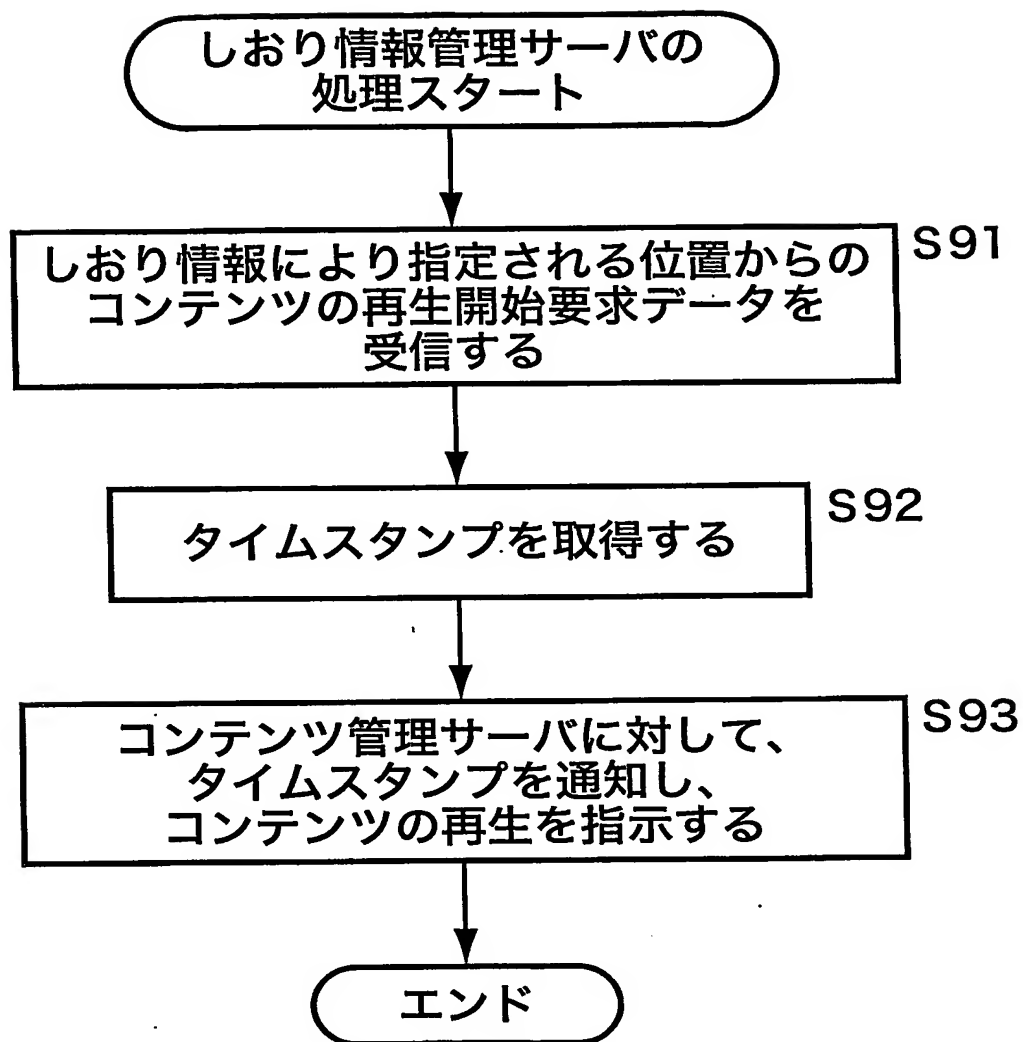 しおり情報管理サーバの
処理スタート
しおり情報により指定される位置からの
コンテンツの再生開始要求データを
受信する
S91
タイムスタンプを取得する
S92
コンテンツ管理サーバに対して、
タイムスタンプを通知し、
コンテンツの再生を指示する
S93
エンド